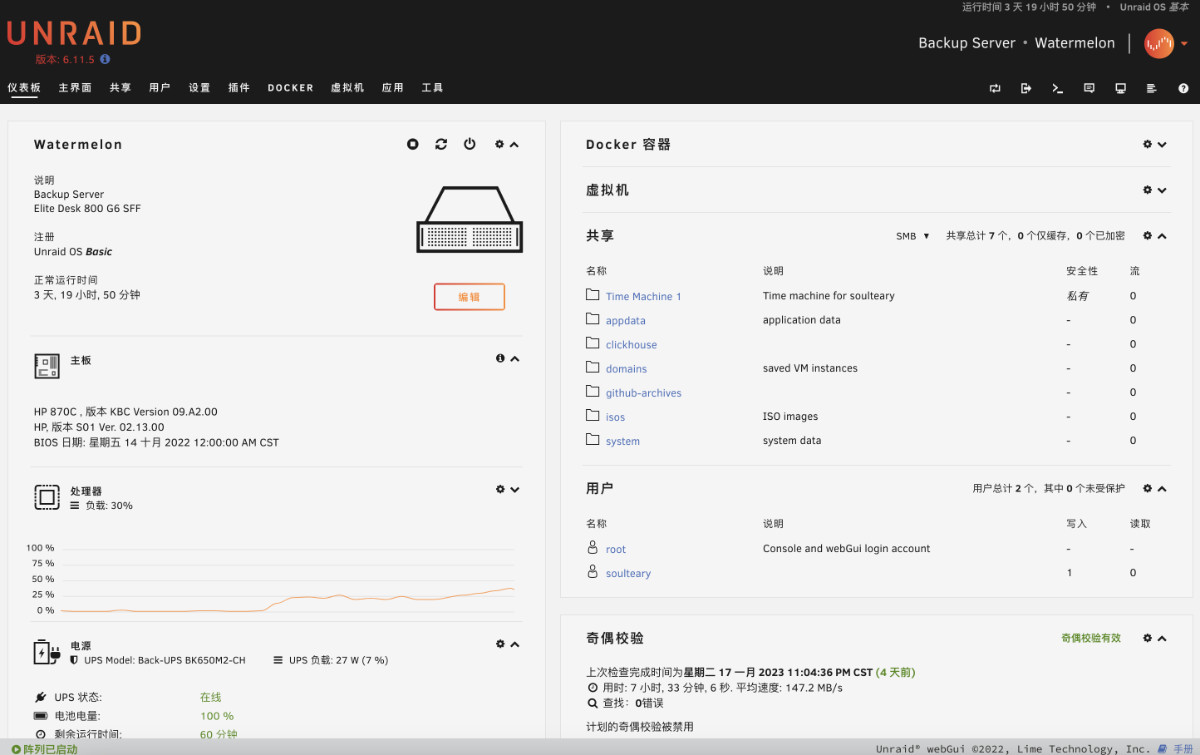 运行时间 3 天 19 小时 50 分钟 • Unraid OS 基本
UNRAID
版本: 6.11.5
Backup Server • Watermelon
仪表板 主界面 共享 用户 设置 插件 DOCKER 虚拟机 应用 工具
Watermelon
说明
Backup Server
Elite Desk 800 G6 SFF
注册
Unraid OS Basic
正常运行时间
3 天, 19 小时, 50 分钟
编辑
主板
HP 870C , 版本 KBC Version 09.A2.00
HP, 版本 S01 Ver. 02.13.00
BIOS 日期: 星期五 14 十月 2022 12:00:00 AM CST
处理器
负载: 30%
100 %
75 %
50 %
25 %
0 %
电源
UPS Model: Back-UPS BK650M2-CH UPS 负载: 27 W (7 %)
UPS 状态: 在线
电池电量: 100 %
剩余运行时间: 60 分钟
Docker 容器
虚拟机
共享 SMB ▼ 共享总计 7 个, 0 个仅缓存, 0 个已加密
名称 说明 安全性 流
Time Machine 1 Time machine for soulteary 私有 0
appdata application data - 0
clickhouse - 0
domains saved VM instances - 0
github-archives - 0
isos ISO images - 0
system system data - 0
用户 用户总计 2 个, 其中 0 个未受保护
名称 说明 写入 读取
root Console and webGui login account - -
soulteary 1 0
奇偶校验 奇偶校验有效
上次检查完成时间为星期二 17 一月 2023 11:04:36 PM CST (4 天前)
用时: 7 小时, 33 分钟, 6 秒. 平均速度: 147.2 MB/s
查找: 0错误
计划的奇偶校验被禁用
阵列已启动 Unraid® webGui ©2022, Lime Technology, Inc. 手册